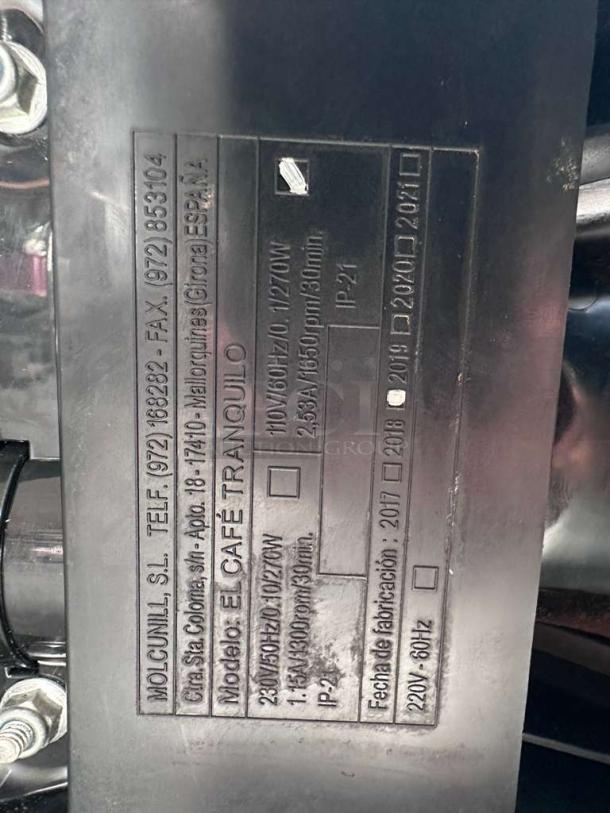 MOLCUNILL, S.L. TELF. (972) 168282 - FAX. (972) 853104
Ctra. Sta. Coloma, s/n - Apto. 18 - 17410 - Mallorquines (Girona) ESPAÑA
Modelo: EL CAFÉ TRANQUILO
230V/50Hz/0,10/270W ☐ 110V/60Hz/0,1/270W ☑
1.15A/1300rpm/30min. 2,53A/1650rpm/30min.
IP-21 IP-21
Fecha de fabricación : 2017 ☐ 2018 ☑ 2019 ☐ 2020 ☐ 2021 ☐
220V - 60Hz ☐
AUCTION GROUP